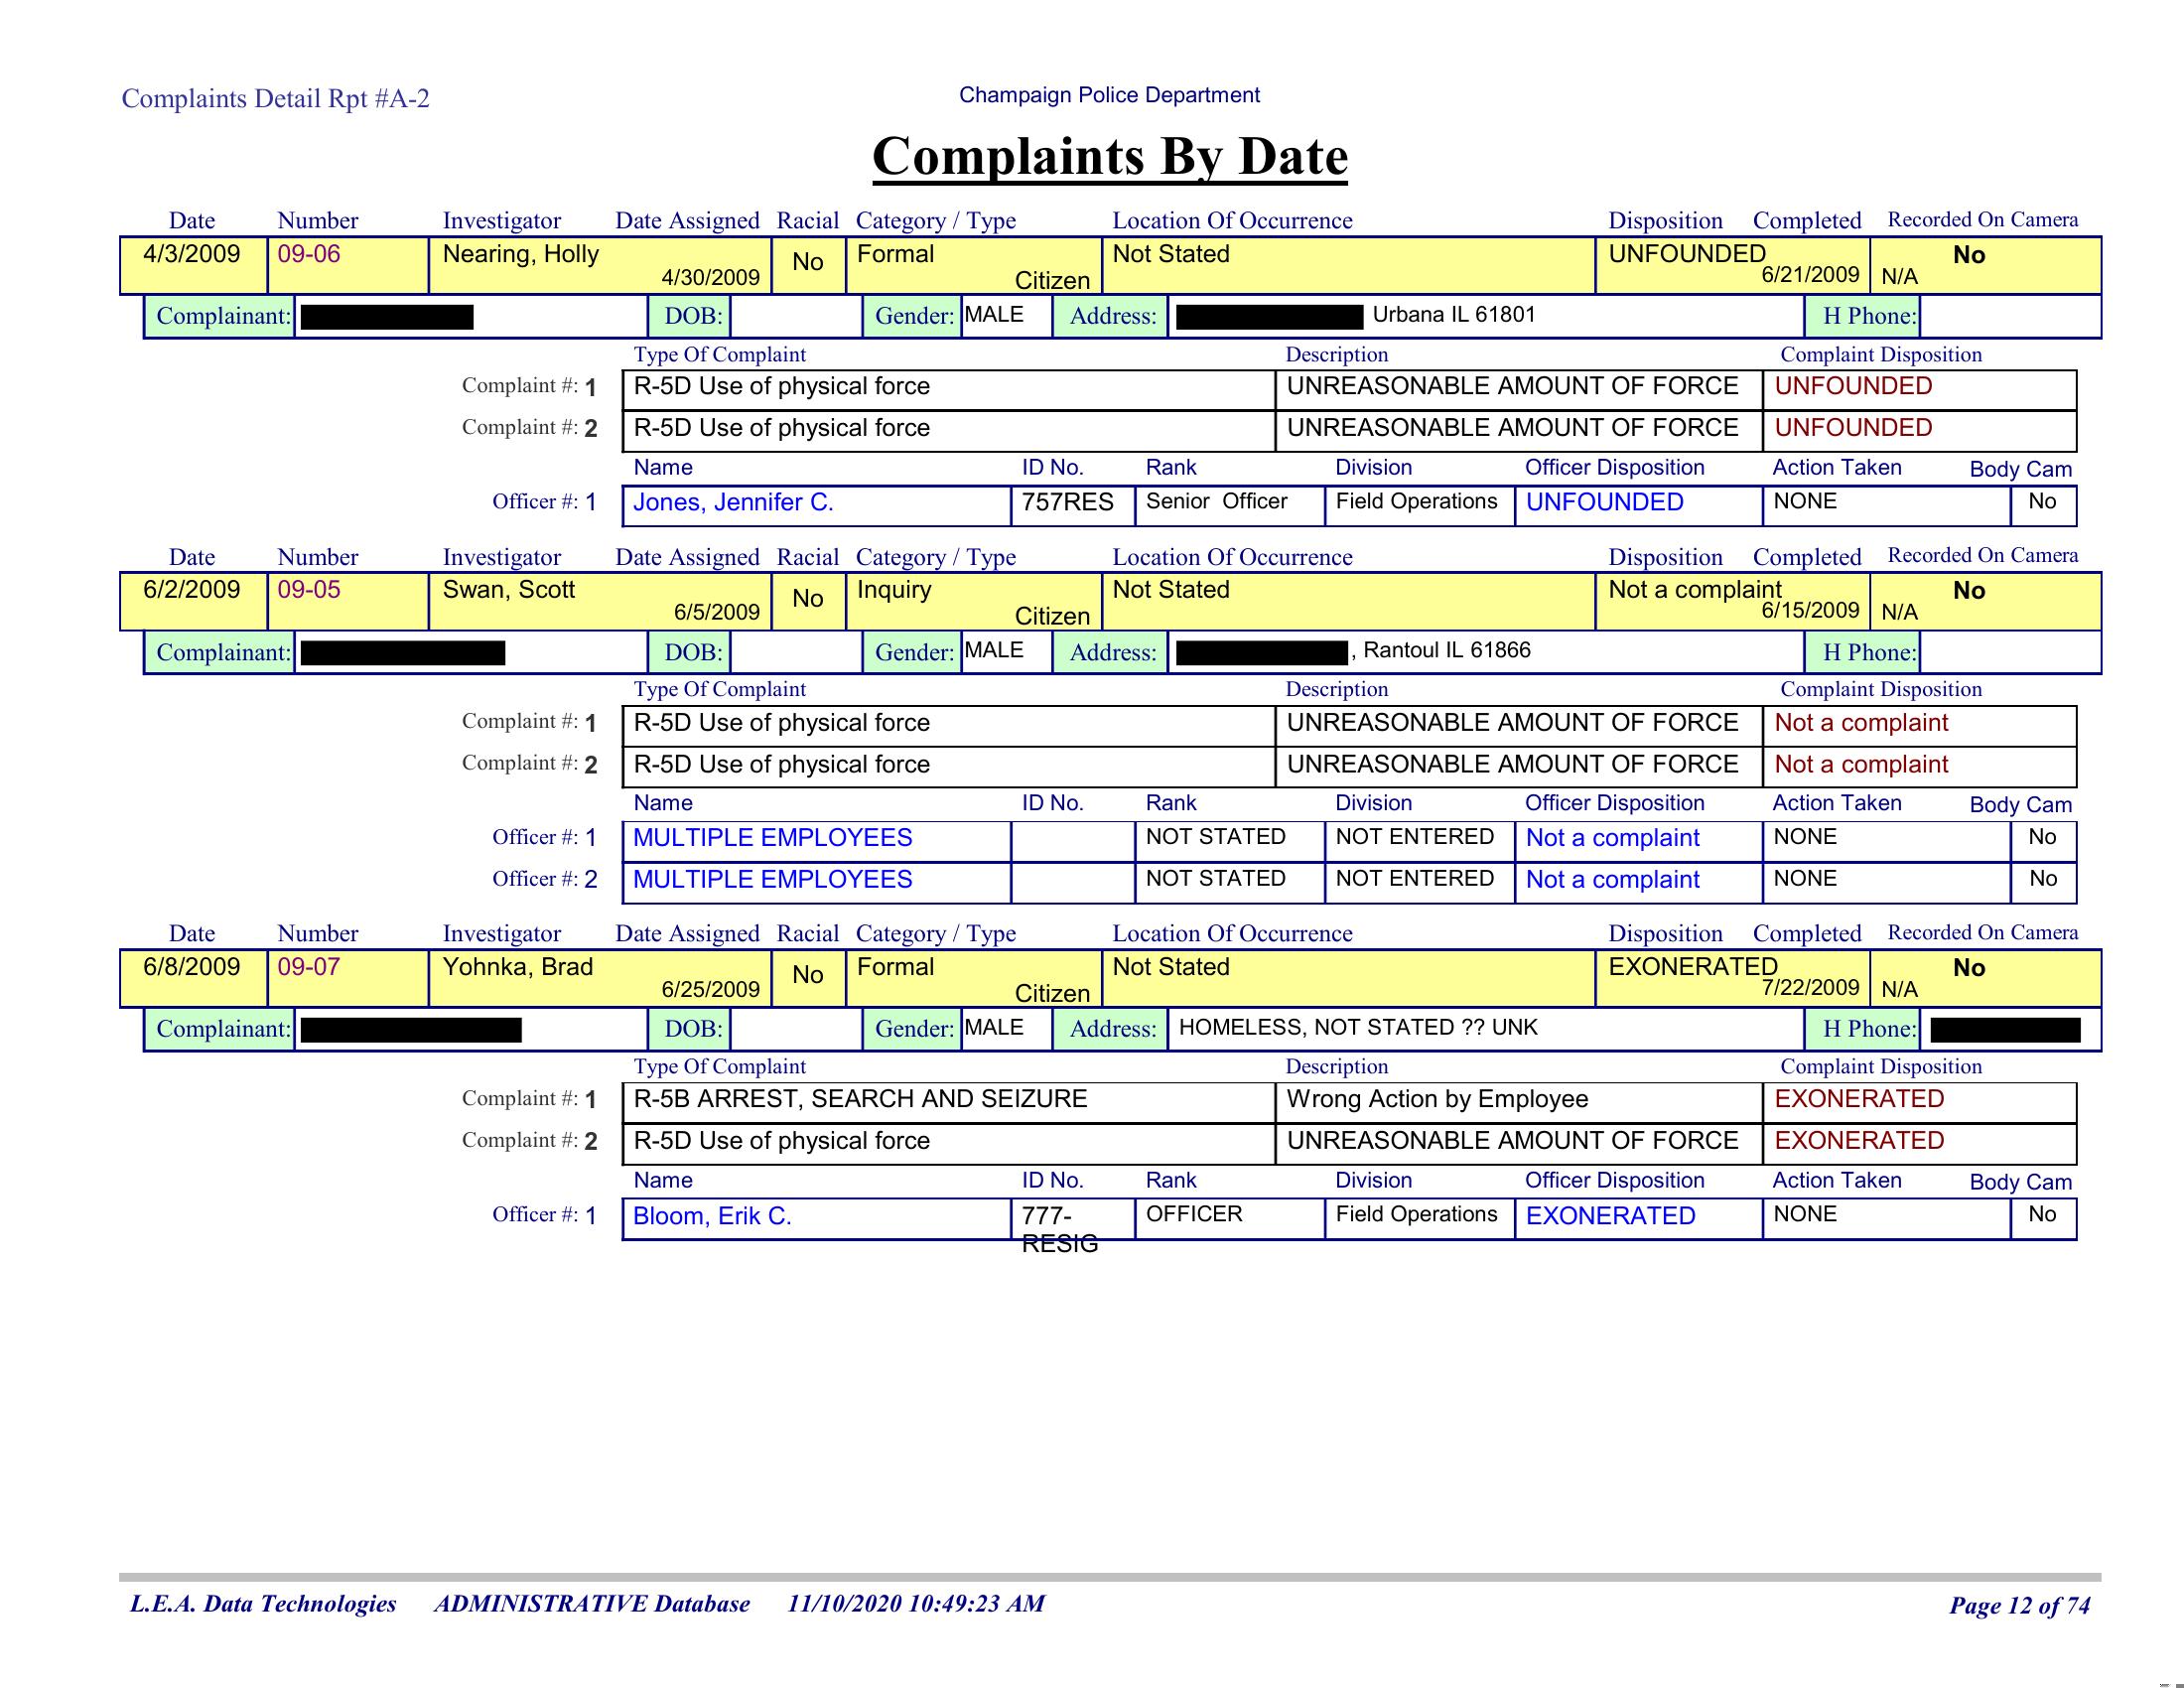 Complaints Detail Rpt #A-2
Champaign Police Department
Complaints By Date
Date Number Investigator Date Assigned Racial Category / Type Location Of Occurrence Disposition Completed Recorded On Camera
4/3/2009 09-06 Nearing, Holly 4/30/2009 No Formal Citizen Not Stated UNFOUNDED 6/21/2009 N/A No
Complainant: DOB: Gender: MALE Address: Urbana IL 61801 H Phone:
Type Of Complaint Description Complaint Disposition
Complaint #: 1 R-5D Use of physical force UNREASONABLE AMOUNT OF FORCE UNFOUNDED
Complaint #: 2 R-5D Use of physical force UNREASONABLE AMOUNT OF FORCE UNFOUNDED
Name ID No. Rank Division Officer Disposition Action Taken Body Cam
Officer #: 1 Jones, Jennifer C. 757RES Senior Officer Field Operations UNFOUNDED NONE No
Date Number Investigator Date Assigned Racial Category / Type Location Of Occurrence Disposition Completed Recorded On Camera
6/2/2009 09-05 Swan, Scott 6/5/2009 No Inquiry Citizen Not Stated Not a complaint 6/15/2009 N/A No
Complainant: DOB: Gender: MALE Address: , Rantoul IL 61866 H Phone:
Type Of Complaint Description Complaint Disposition
Complaint #: 1 R-5D Use of physical force UNREASONABLE AMOUNT OF FORCE Not a complaint
Complaint #: 2 R-5D Use of physical force UNREASONABLE AMOUNT OF FORCE Not a complaint
Name ID No. Rank Division Officer Disposition Action Taken Body Cam
Officer #: 1 MULTIPLE EMPLOYEES NOT STATED NOT ENTERED Not a complaint NONE No
Officer #: 2 MULTIPLE EMPLOYEES NOT STATED NOT ENTERED Not a complaint NONE No
Date Number Investigator Date Assigned Racial Category / Type Location Of Occurrence Disposition Completed Recorded On Camera
6/8/2009 09-07 Yohnka, Brad 6/25/2009 No Formal Citizen Not Stated EXONERATED 7/22/2009 N/A No
Complainant: DOB: Gender: MALE Address: HOMELESS, NOT STATED ?? UNK H Phone:
Type Of Complaint Description Complaint Disposition
Complaint #: 1 R-5B ARREST, SEARCH AND SEIZURE Wrong Action by Employee EXONERATED
Complaint #: 2 R-5D Use of physical force UNREASONABLE AMOUNT OF FORCE EXONERATED
Name ID No. Rank Division Officer Disposition Action Taken Body Cam
Officer #: 1 Bloom, Erik C. 777-RESIG OFFICER Field Operations EXONERATED NONE No
L.E.A. Data Technologies ADMINISTRATIVE Database 11/10/2020 10:49:23 AM Page 12 of 74